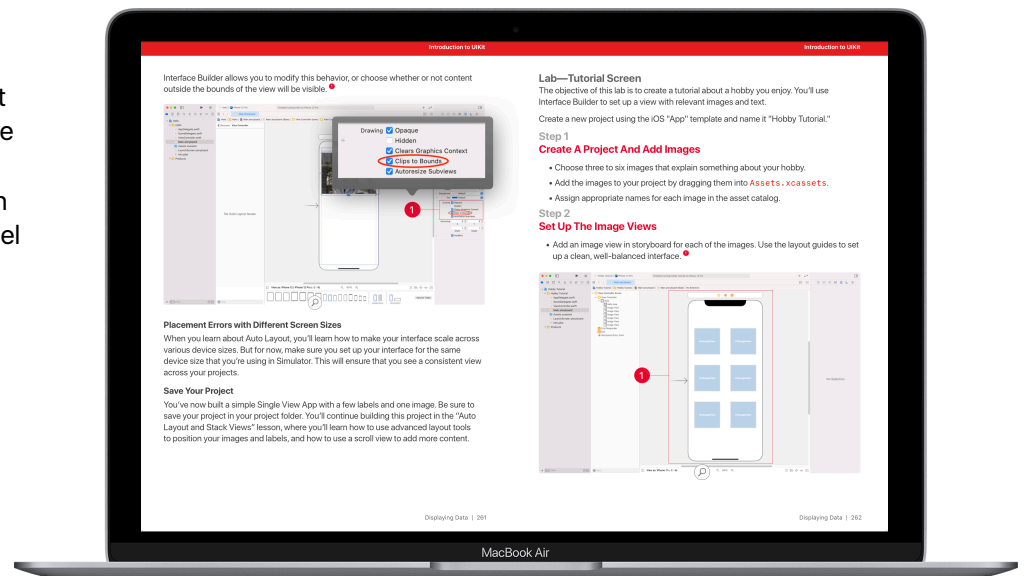 t
e
n
el
Introduction to UIKit
Interface Builder allows you to modify this behavior, or choose whether or not content
outside the bounds of the view will be visible.
Drawing Opaque
Hidden
Clears Graphics Context
Clips to Bounds
Autoresize Subviews
1
Placement Errors with Different Screen Sizes
When you learn about Auto Layout, you'll learn how to make your interface scale across
various device sizes. But for now, make sure you set up your interface for the same
device size that you're using in Simulator. This will ensure that you see a consistent view
across your projects.
Save Your Project
You've now built a simple Single View App with a few labels and one image. Be sure to
save your project in your project folder. You'll continue building this project in the "Auto
Layout and Stack Views" lesson, where you'll learn how to use advanced layout tools
to position your images and labels, and how to use a scroll view to add more content.
Displaying Data | 261
Introduction to UIKit
Lab—Tutorial Screen
The objective of this lab is to create a tutorial about a hobby you enjoy. You'll use
Interface Builder to set up a view with relevant images and text.
Create a new project using the iOS "App" template and name it "Hobby Tutorial."
Step 1
Create A Project And Add Images
• Choose three to six images that explain something about your hobby.
• Add the images to your project by dragging them into Assets.xcassets.
• Assign appropriate names for each image in the asset catalog.
Step 2
Set Up The Image Views
• Add an image view in storyboard for each of the images. Use the layout guides to set
up a clean, well-balanced interface.
1
Displaying Data | 262
MacBook Air